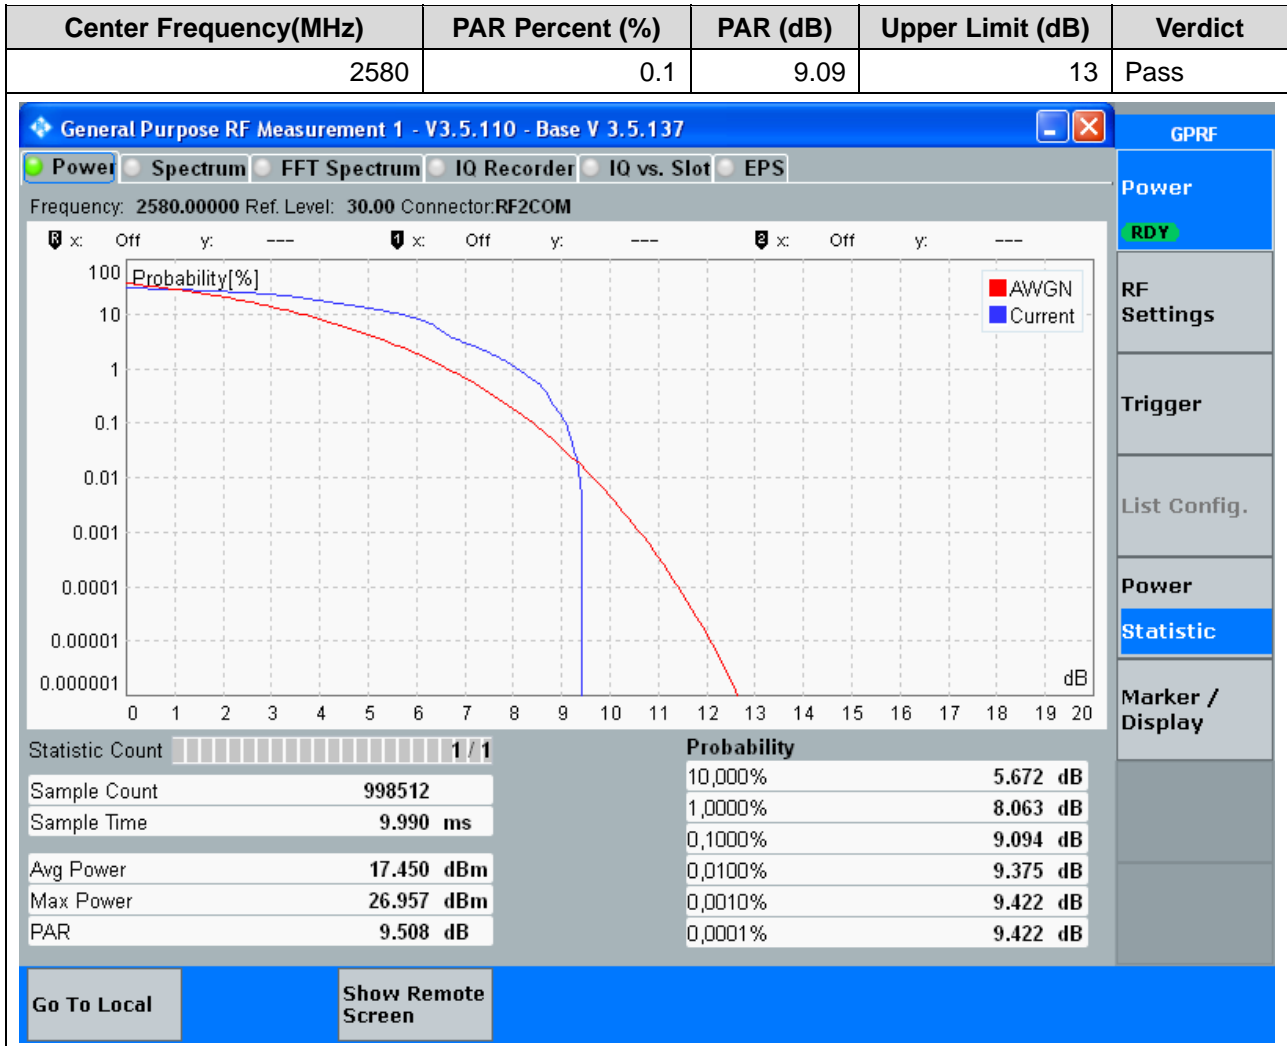 Center Frequency(MHz) PAR Percent (%) PAR (dB) Upper Limit (dB) Verdict
2580 0.1 9.09 13 Pass
General Purpose RF Measurement 1 - V3.5.110 - Base V 3.5.137
GPRF
Power Spectrum FFT Spectrum IQ Recorder IQ vs. Slot EPS
Frequency: 2580.00000 Ref. Level: 30.00 Connector:RF2COM
R x: Off y: --- 1 x: Off y: --- 2 x: Off y: ---
Probability[%]
100
10
1
0.1
0.01
0.001
0.0001
0.00001
0.000001
AWGN
Current
dB
0 1 2 3 4 5 6 7 8 9 10 11 12 13 14 15 16 17 18 19 20
Statistic Count 1 / 1
Sample Count 998512
Sample Time 9.990 ms
Avg Power 17.450 dBm
Max Power 26.957 dBm
PAR 9.508 dB
Probability
10,000% 5.672 dB
1,0000% 8.063 dB
0,1000% 9.094 dB
0,0100% 9.375 dB
0,0010% 9.422 dB
0,0001% 9.422 dB
Power
RDY
RF
Settings
Trigger
List Config.
Power
Statistic
Marker /
Display
Go To Local
Show Remote
Screen